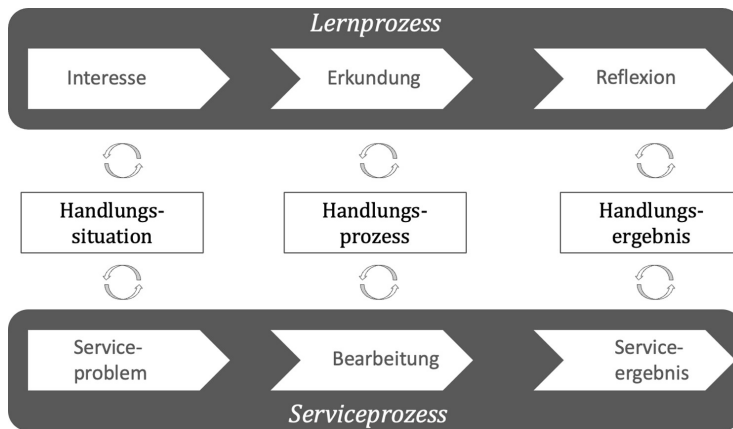 Lernprozess
Interesse
Erkundung
Reflexion
Handlungs-
situation
Handlungs-
prozess
Handlungs-
ergebnis
Service-
problem
Bearbeitung
Service-
ergebnis
Serviceprozess